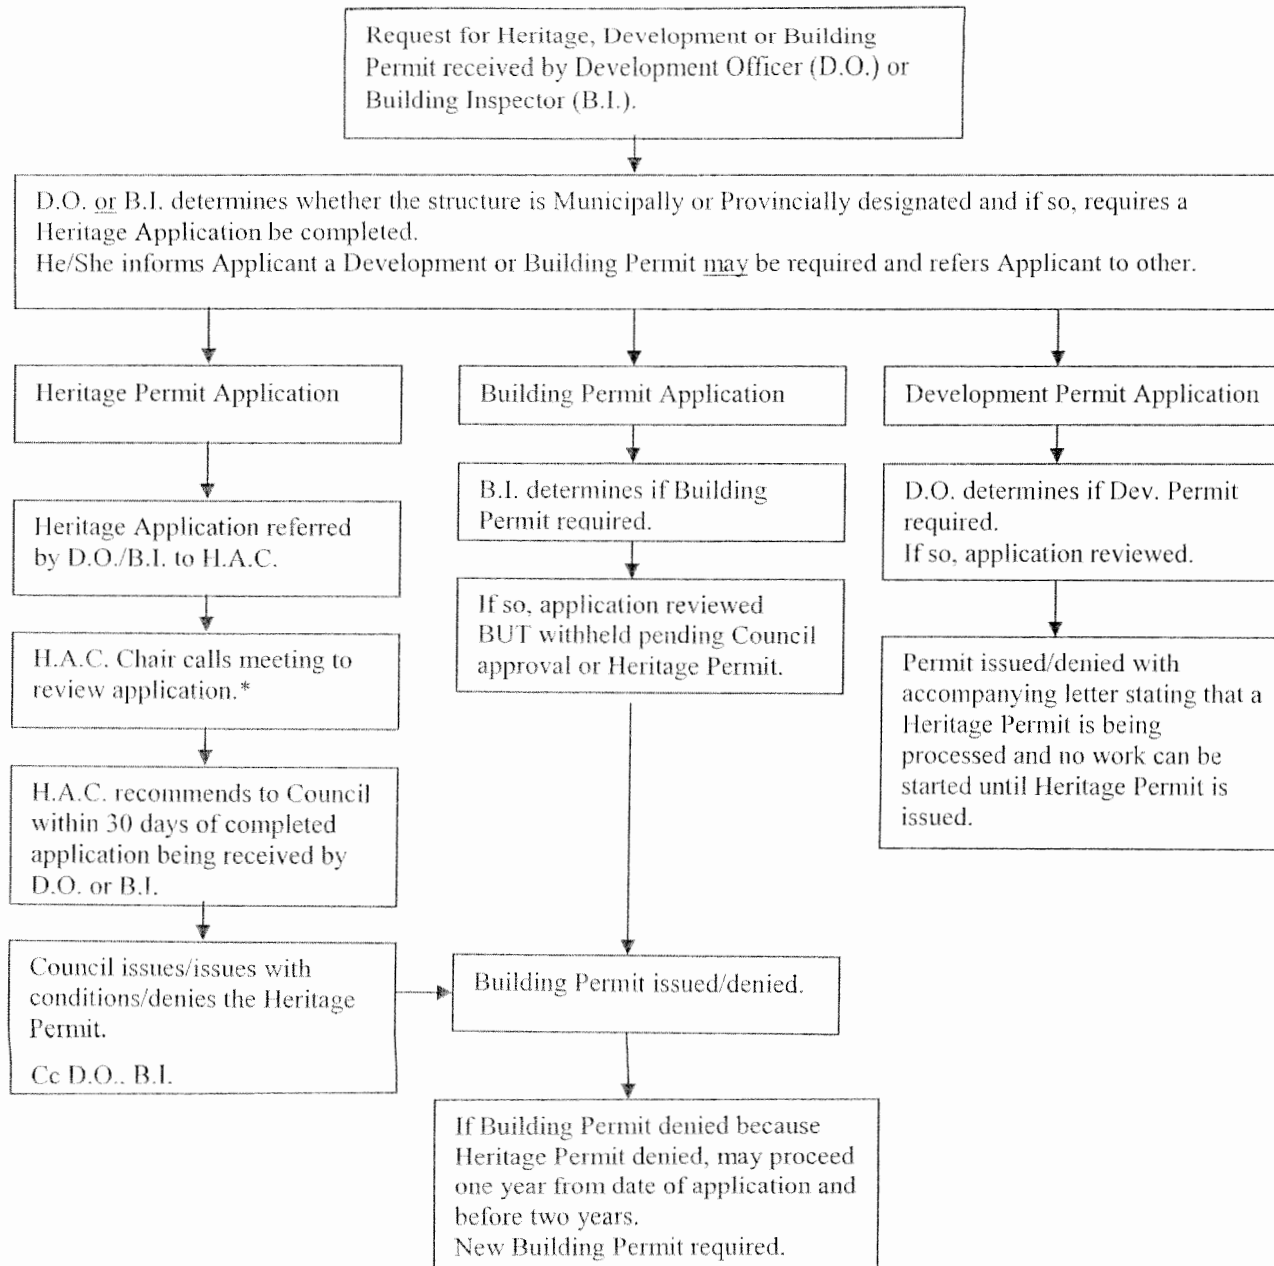 Request for Heritage, Development or Building
Permit received by Development Officer (D.O.) or
Building Inspector (B.I.).
D.O. or B.I. determines whether the structure is Municipally or Provincially designated and if so, requires a
Heritage Application be completed.
He/She informs Applicant a Development or Building Permit may be required and refers Applicant to other.
Heritage Permit Application
Building Permit Application
Development Permit Application
Heritage Application referred
by D.O./B.I. to H.A.C.
B.I. determines if Building
Permit required.
D.O. determines if Dev. Permit
required.
If so, application reviewed.
H.A.C. Chair calls meeting to
review application.*
If so, application reviewed
BUT withheld pending Council
approval or Heritage Permit.
Permit issued/denied with
accompanying letter stating that a
Heritage Permit is being
processed and no work can be
started until Heritage Permit is
issued.
H.A.C. recommends to Council
within 30 days of completed
application being received by
D.O. or B.I.
Council issues/issues with
conditions/denies the Heritage
Permit.
Cc D.O.. B.I.
Building Permit issued/denied.
If Building Permit denied because
Heritage Permit denied, may proceed
one year from date of application and
before two years.
New Building Permit required.